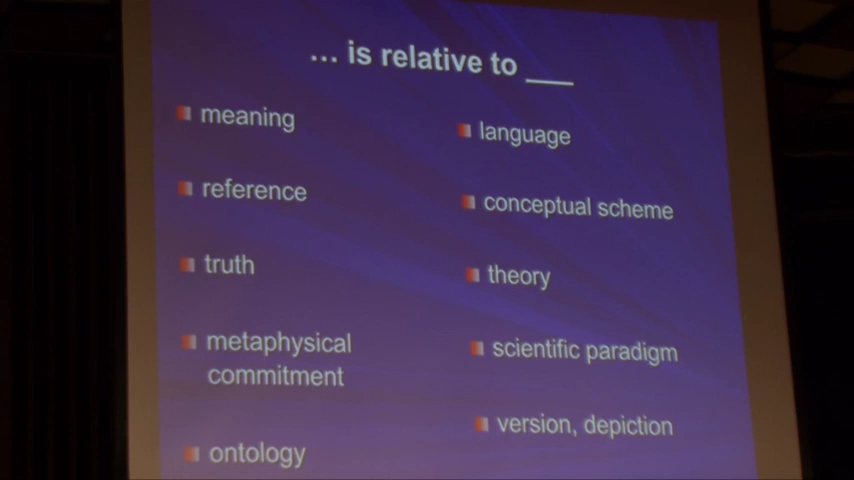 ... is relative to ___
meaning
reference
truth
metaphysical
commitment
ontology
language
conceptual scheme
theory
scientific paradigm
version, depiction